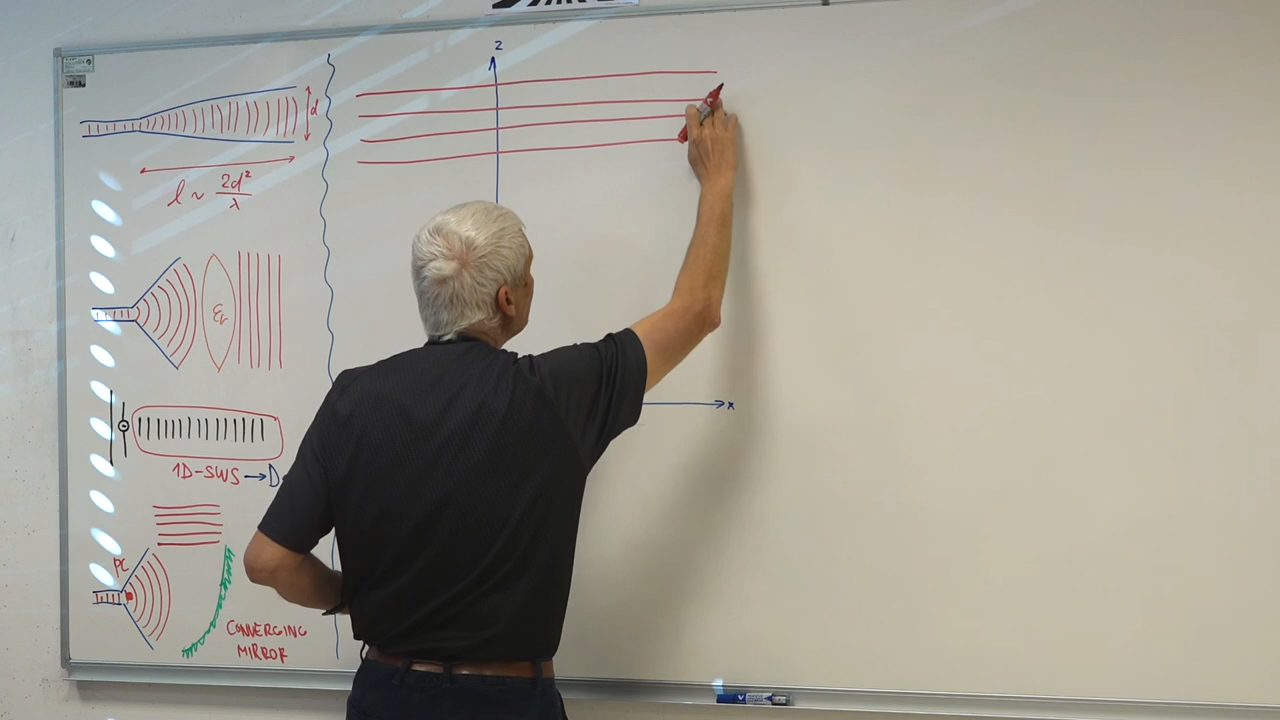 d
l ~ 2d²/λ
εr
1D-SWS → D
PC
CONVERGING
MIRROR
z
x